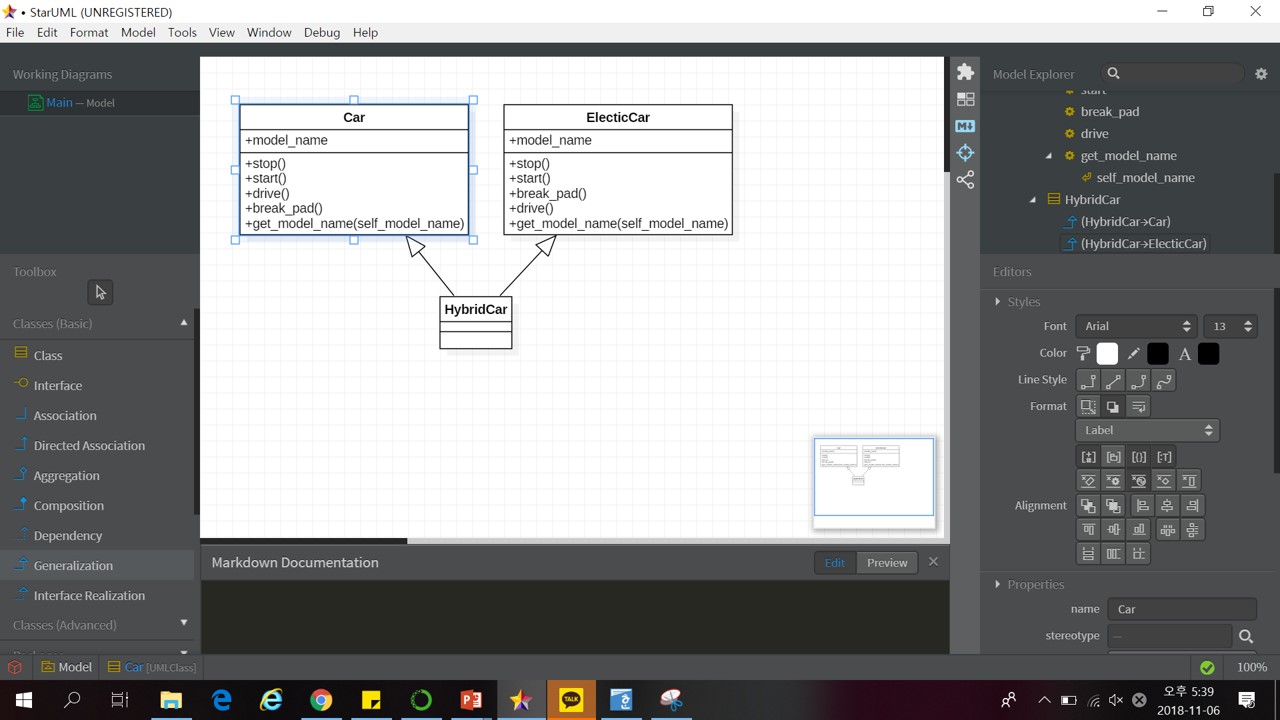 • StarUML (UNREGISTERED)
File Edit Format Model Tools View Window Debug Help
Working Diagrams
Main — Model
Toolbox
Classes (Basic)
Class
Interface
Association
Directed Association
Aggregation
Composition
Dependency
Generalization
Interface Realization
Classes (Advanced)
Car
+model_name
+stop()
+start()
+drive()
+break_pad()
+get_model_name(self_model_name)
ElecticCar
+model_name
+stop()
+start()
+break_pad()
+drive()
+get_model_name(self_model_name)
HybridCar
Markdown Documentation
Edit Preview
Model Explorer
start
break_pad
drive
get_model_name
self_model_name
HybridCar
(HybridCar→Car)
(HybridCar→ElecticCar)
Editors
Styles
Font Arial 13
Color A
Line Style
Format
Label
Alignment
Properties
name Car
stereotype —
Model Car [UMLClass] 100%
TALK
오후 5:39
2018-11-06